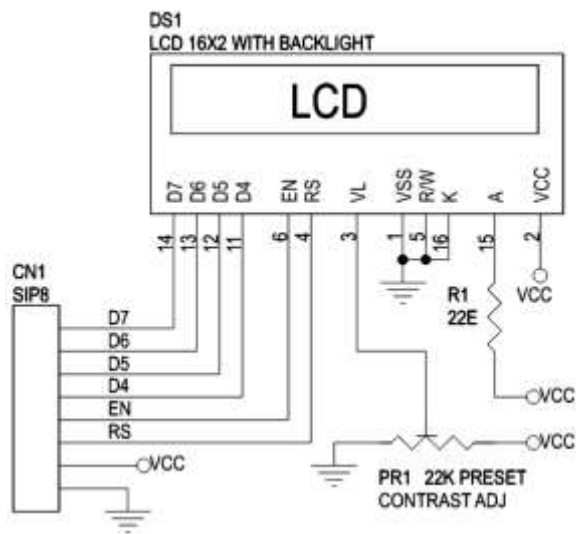 DS1
LCD 16X2 WITH BACKLIGHT
LCD
D7 D6 D5 D4 EN RS VL VSS R/W K A VCC
14 13 12 11 6 4 3 1 5 16 15 2
CN1
SIP8
R1
22E
VCC
D7
D6
D5
D4
EN
RS
VCC
VCC
VCC
PR1 22K PRESET
CONTRAST ADJ